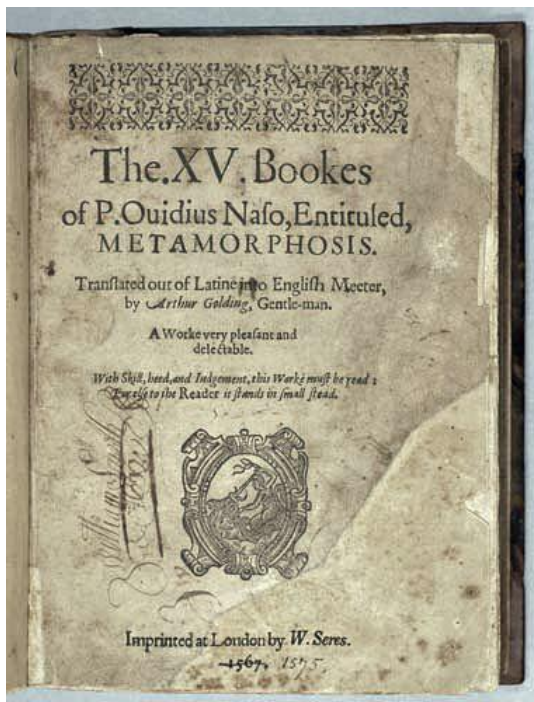 The.XV.Bookes
of P.Ouidius Naſo,Entituled,
METAMORPHOSIS.
Tranſlated out of Latine into Engliſh Meeter,
by Arthur Golding, Gentle-man.
A Worke very pleaſant and
delectable.
With Skill, heed, and Iudgement, this Worke muſt be read:
For elſe to the Reader it ſtands in ſmall ſtead.
Imprinted at London by W. Seres.
1567. 1575.